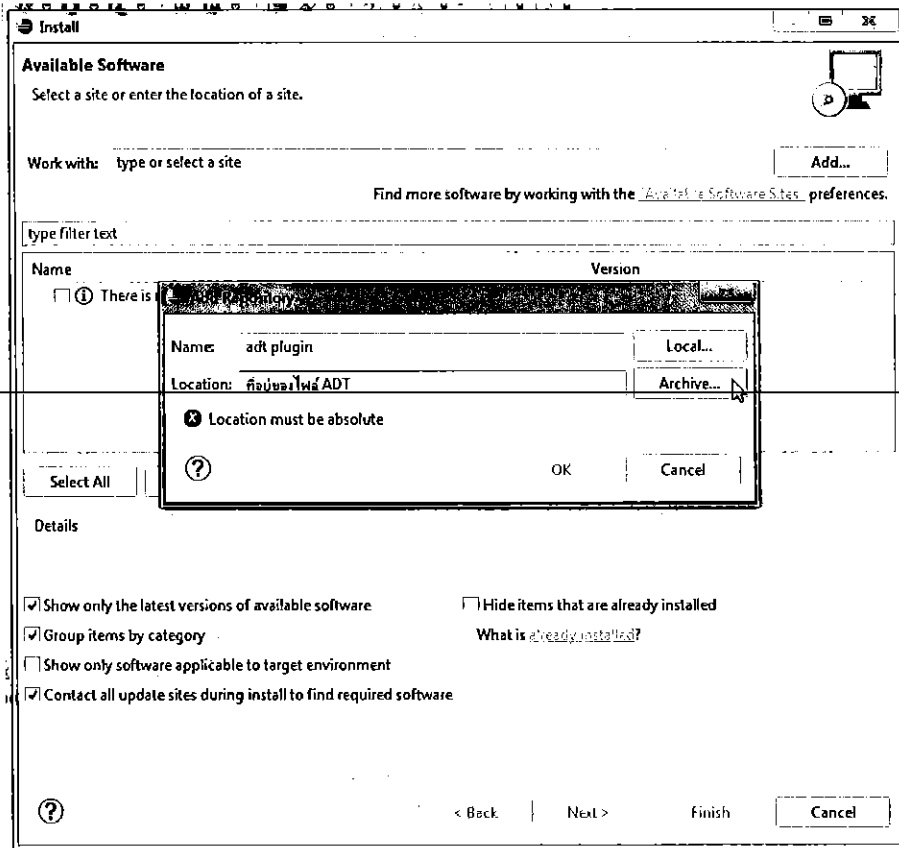 Install
Available Software
Select a site or enter the location of a site.
Work with: type or select a site
Add...
Find more software by working with the "Available Software Sites" preferences.
type filter text
Name Version
There is
Add Repository
Name: adt plugin Local...
Location: ที่อยู่ของไฟล์ ADT Archive...
Location must be absolute
OK Cancel
Select All
Details
Show only the latest versions of available software
Hide items that are already installed
Group items by category
What is already installed?
Show only software applicable to target environment
Contact all update sites during install to find required software
< Back Next > Finish Cancel